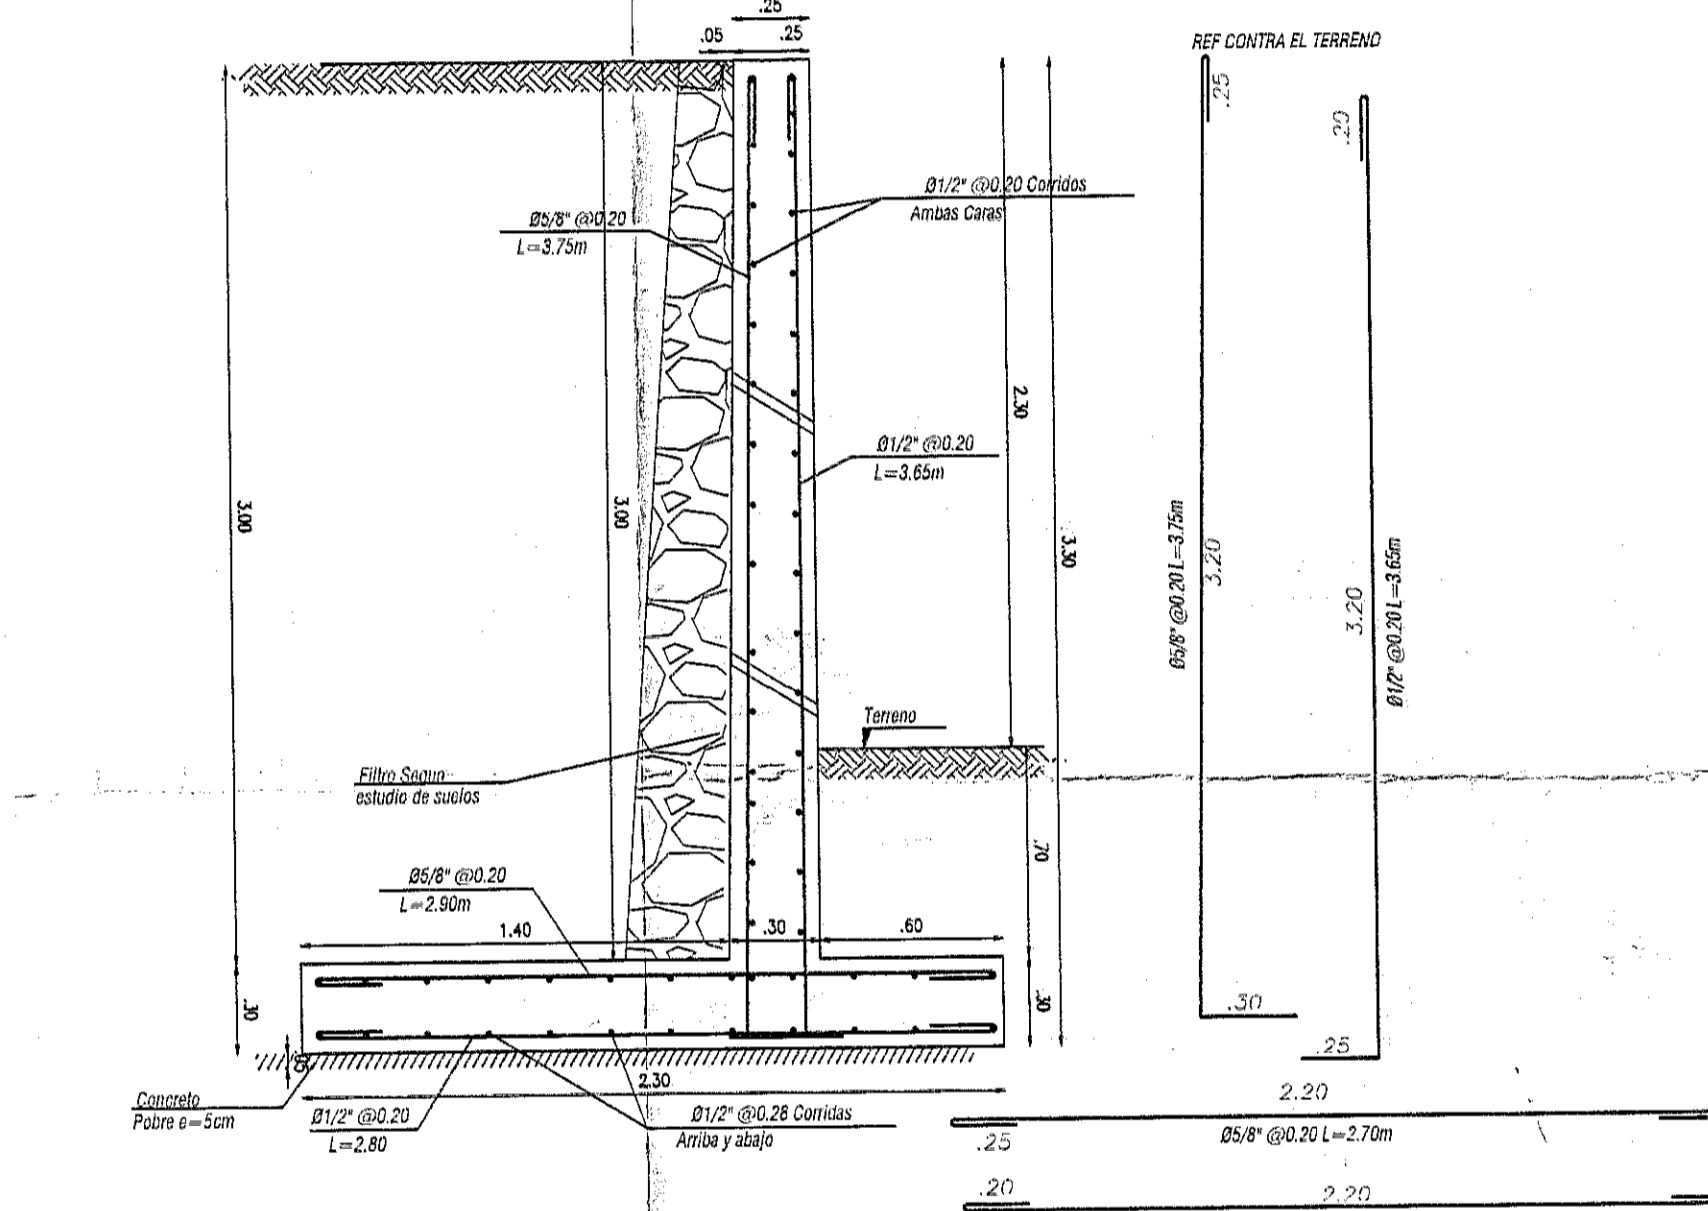 .25
.05
.25
REF CONTRA EL TERRENO
.25
.20
Ø1/2" @0.20 Corridos
Ambas Caras
Ø5/8" @0.20
L=3.75m
2.30
Ø1/2" @0.20
L=3.65m
3.00
3.00
3.30
Ø5/8" @0.20 L=3.75m
3.20
3.20
Ø1/2" @0.20 L=3.65m
Terreno
Filtro Segun
estudio de suelos
.70
Ø5/8" @0.20
L=2.90m
1.40
.30
.60
.30
.30
.30
.25
2.30
Concreto
Pobre e=5cm
Ø1/2" @0.20
L=2.80
Ø1/2" @0.28 Corridas
Arriba y abajo
2.20
.25
Ø5/8" @0.20 L=2.70m
.20
2.20